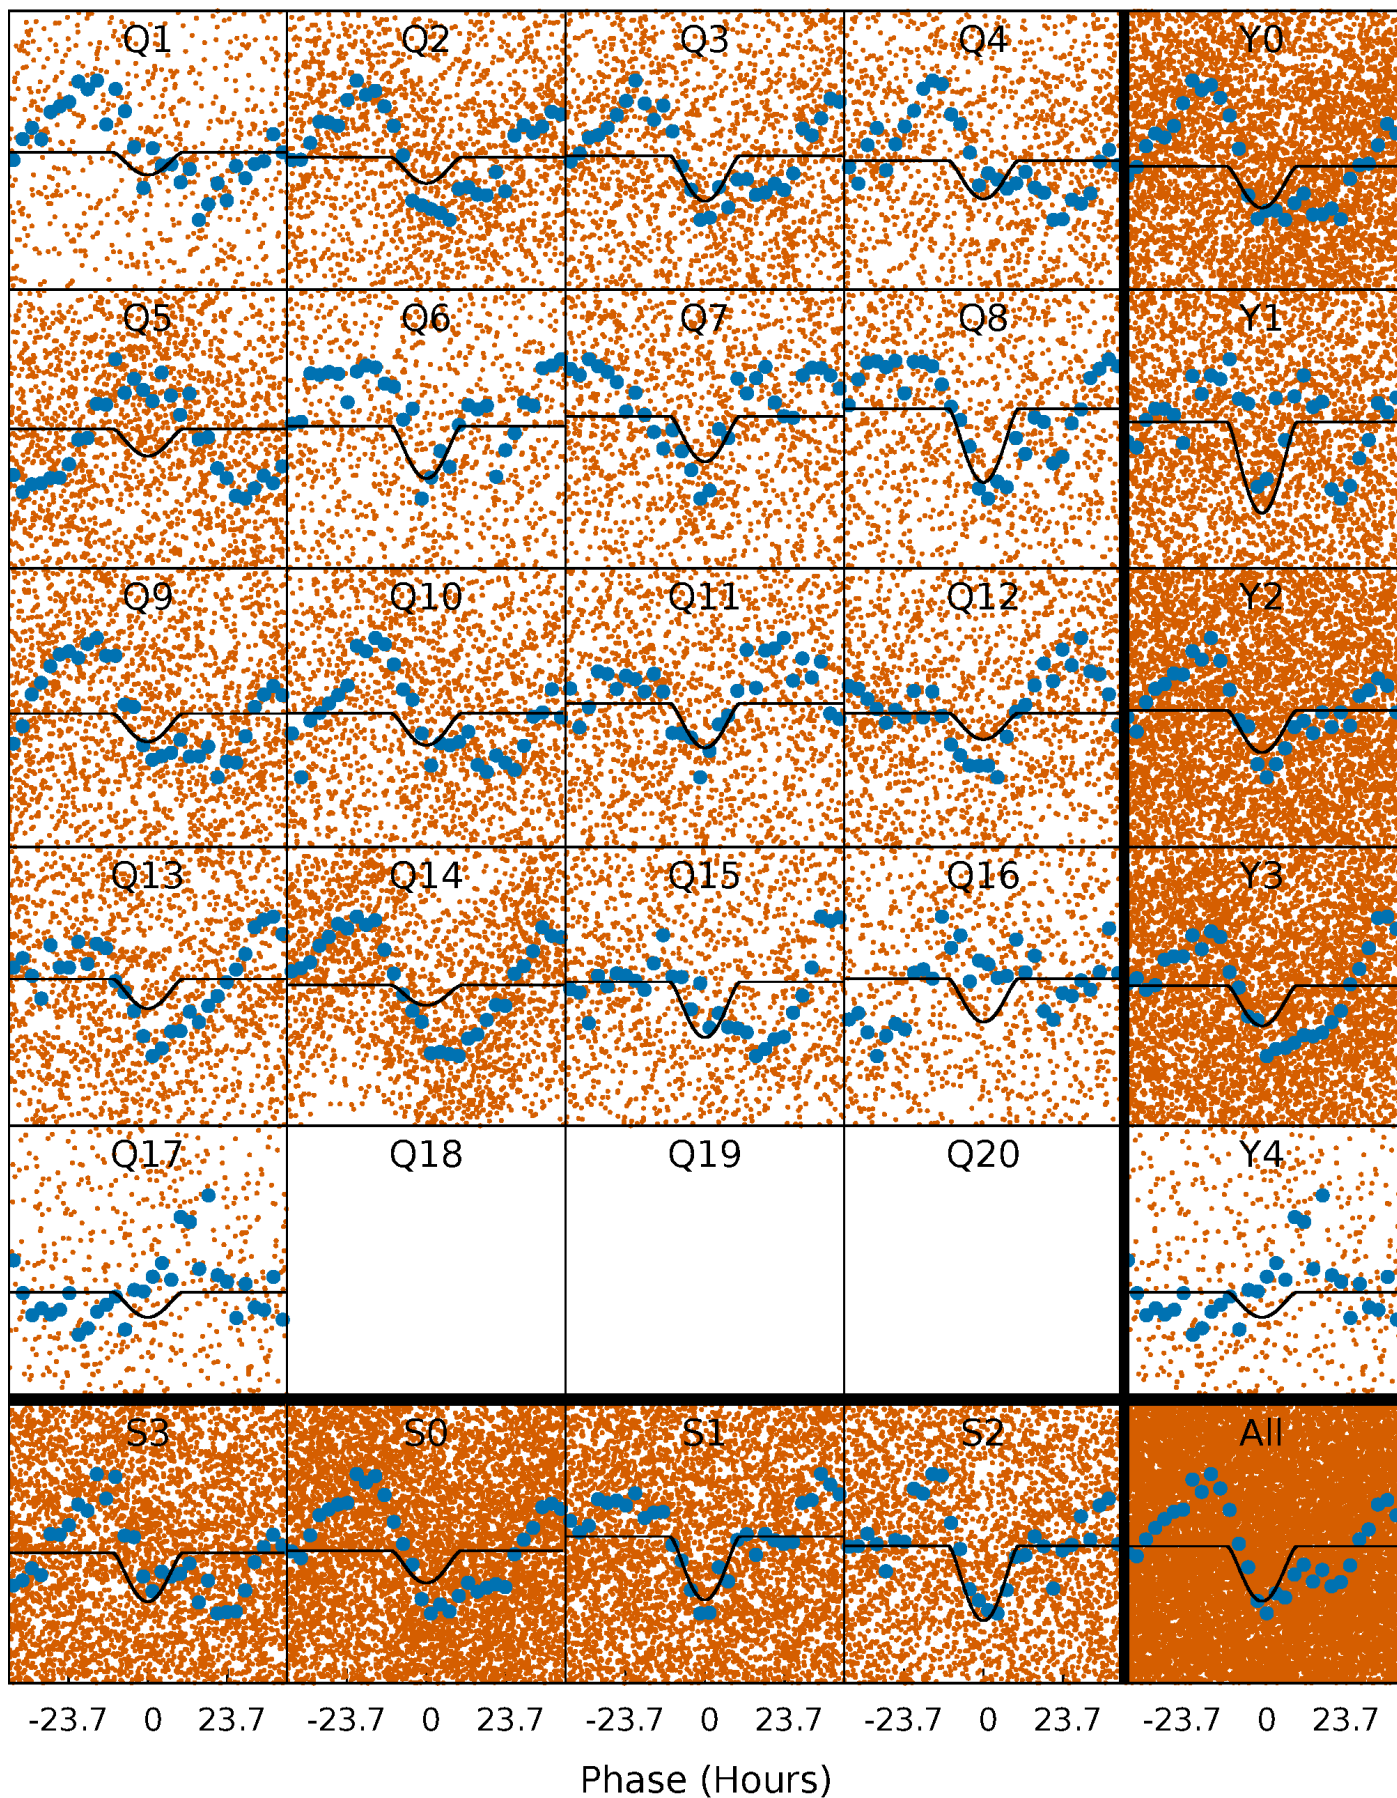 Q1 Q2 Q3 Q4 Y0
Q5 Q6 Q7 Q8 Y1
Q9 Q10 Q11 Q12 Y2
Q13 Q14 Q15 Q16 Y3
Q17 Q18 Q19 Q20 Y4
S3 S0 S1 S2 All
-23.7 0 23.7 -23.7 0 23.7 -23.7 0 23.7 -23.7 0 23.7 -23.7 0 23.7
Phase (Hours)